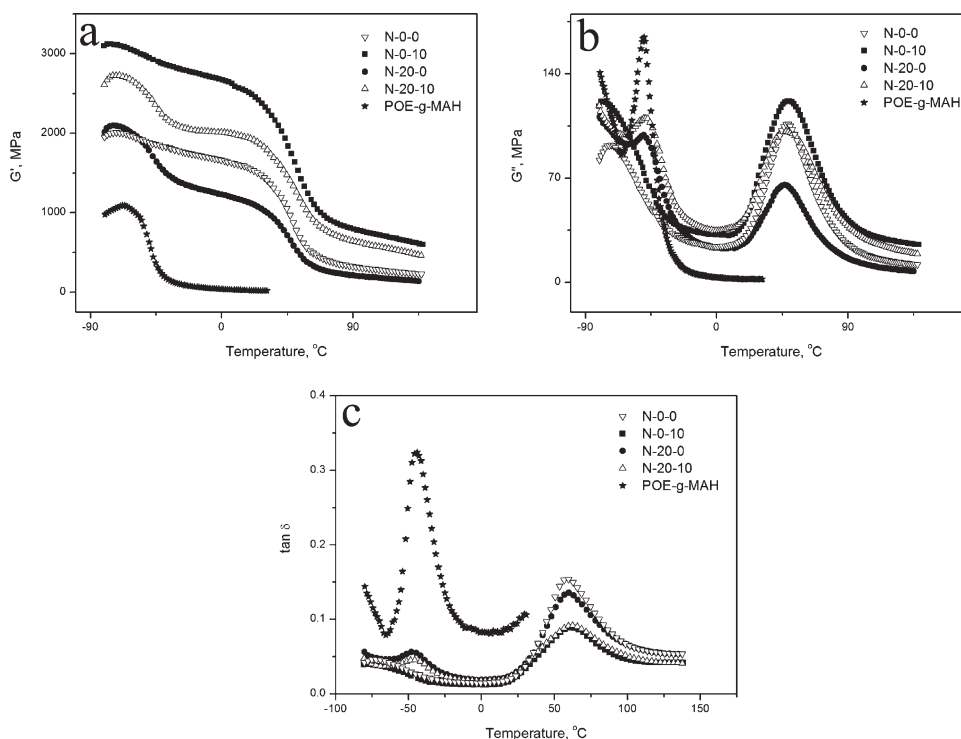 a
N-0-0
N-0-10
N-20-0
N-20-10
POE-g-MAH
3000
2000
1000
0
G', MPa
-90
0
90
Temperature, °C
b
N-0-0
N-0-10
N-20-0
N-20-10
POE-g-MAH
140
70
0
G", MPa
-90
0
90
Temperature, °C
c
N-0-0
N-0-10
N-20-0
N-20-10
POE-g-MAH
0.4
0.3
0.2
0.1
0.0
tan δ
-100
-50
0
50
100
150
Temperature, °C